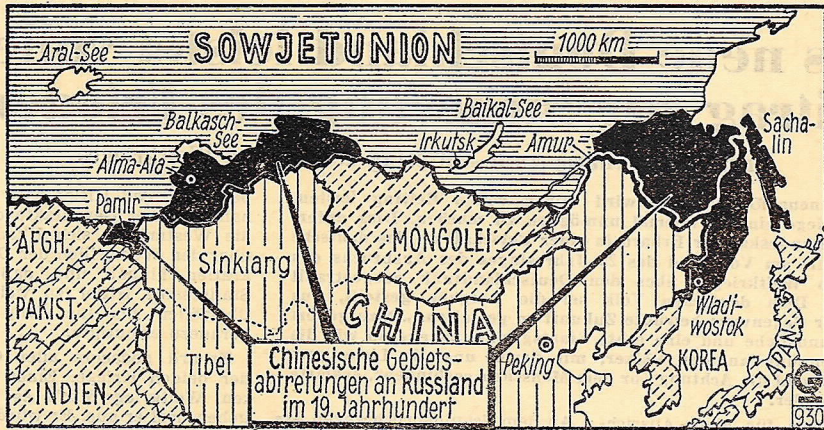 SOWJETUNION
1000 km
Aral-See
Baikal-See
Balkasch-
See
Irkutsk
Amur
Sacha-
lin
Alma-Ata
Pamir
AFGH.
MONGOLEI
Sinkiang
PAKIST.
CHINA
Wladi-
wostok
Tibet
Chinesische Gebiets-
abtretungen an Russland
im 19. Jahrhundert
Peking
KOREA
JAPAN
INDIEN
930